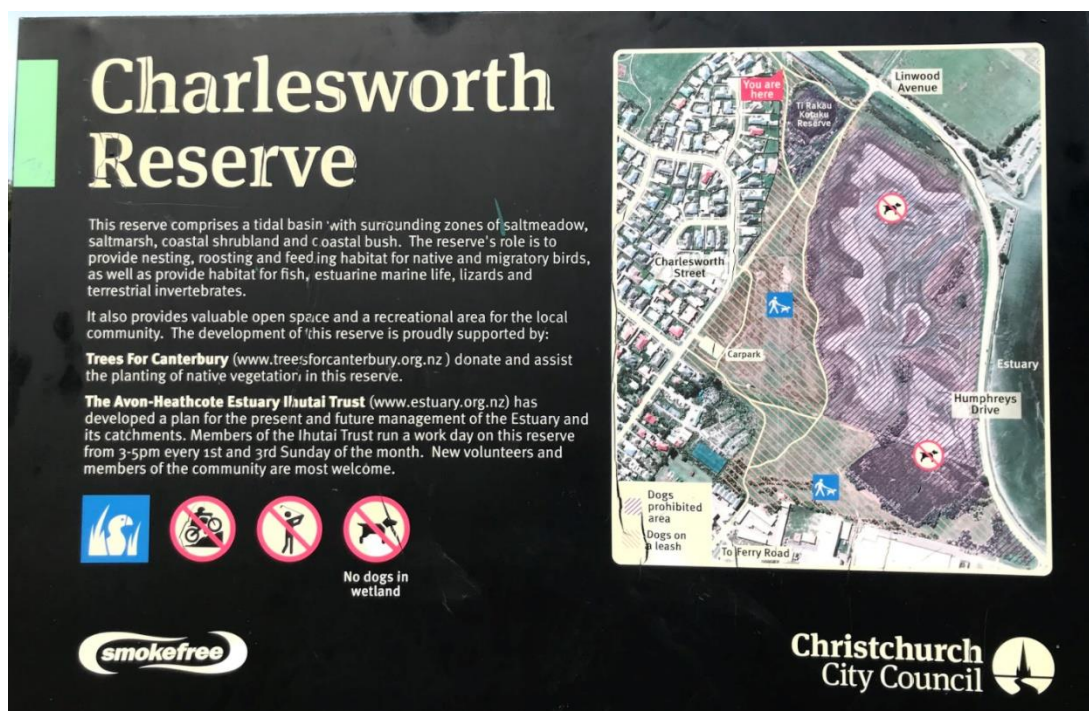 Charlesworth
Reserve
This reserve comprises a tidal basin with surrounding zones of saltmeadow,
saltmarsh, coastal shrubland and coastal bush. The reserve's role is to
provide nesting, roosting and feeding habitat for native and migratory birds,
as well as provide habitat for fish, estuarine marine life, lizards and
terrestrial invertebrates.
It also provides valuable open space and a recreational area for the local
community. The development of this reserve is proudly supported by:
Trees For Canterbury (www.treesforcanterbury.org.nz ) donate and assist
the planting of native vegetation in this reserve.
The Avon-Heathcote Estuary Ihutai Trust (www.estuary.org.nz) has
developed a plan for the present and future management of the Estuary and
its catchments. Members of the Ihutai Trust run a work day on this reserve
from 3-5pm every 1st and 3rd Sunday of the month. New volunteers and
members of the community are most welcome.
No dogs in
wetland
smokefree
You are
here
Linwood
Avenue
Ti Rakau
Kotuku
Reserve
Charlesworth
Street
Carpark
Estuary
Humphreys
Drive
Dogs
prohibited
area
Dogs on
a leash
To Ferry Road
Christchurch
City Council